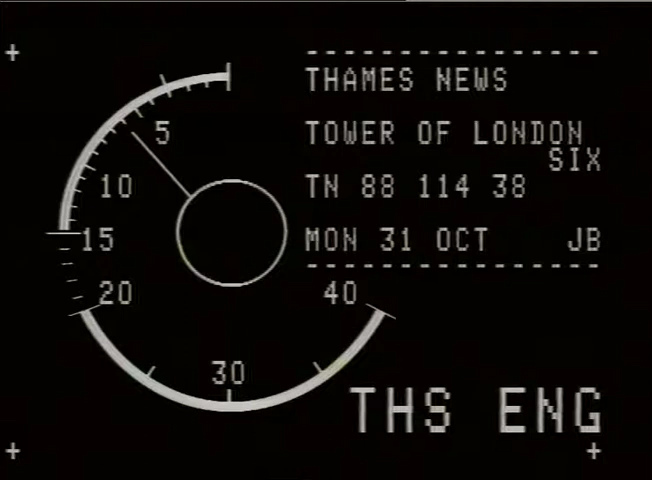 THAMES NEWS
TOWER OF LONDON
SIX
TN 88 114 38
MON 31 OCT JB
5
10
15
20
40
30
THS ENG